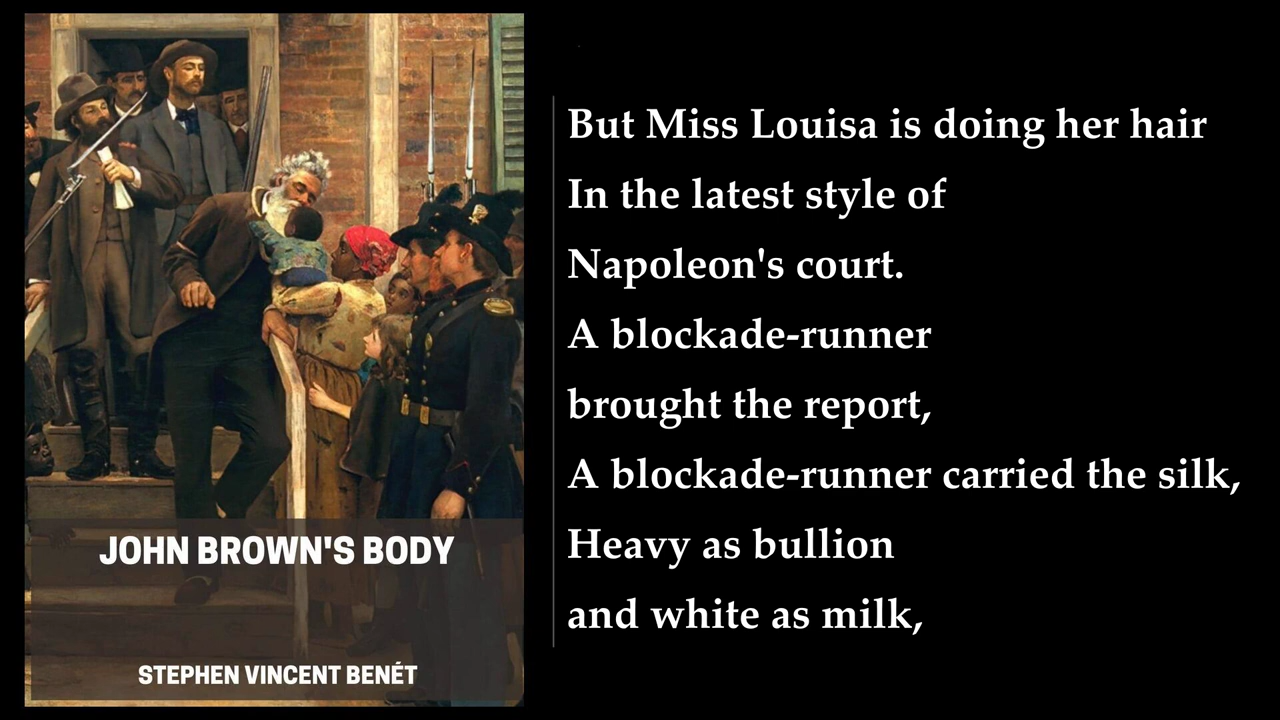 JOHN BROWN'S BODY
STEPHEN VINCENT BENÉT
But Miss Louisa is doing her hair
In the latest style of
Napoleon's court.
A blockade-runner
brought the report,
A blockade-runner carried the silk,
Heavy as bullion
and white as milk,